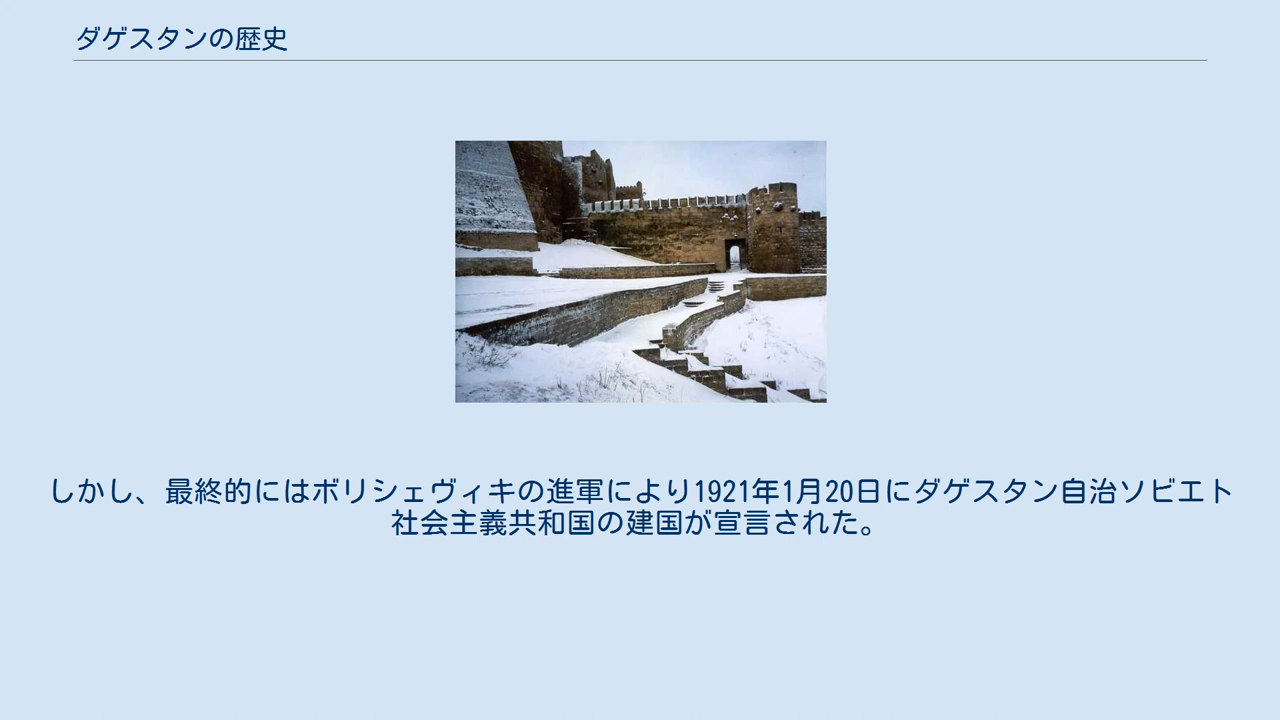 ダゲスタンの歴史
しかし、最終的にはボリシェヴィキの進軍により1921年1月20日にダゲスタン自治ソビエト
社会主義共和国の建国が宣言された。